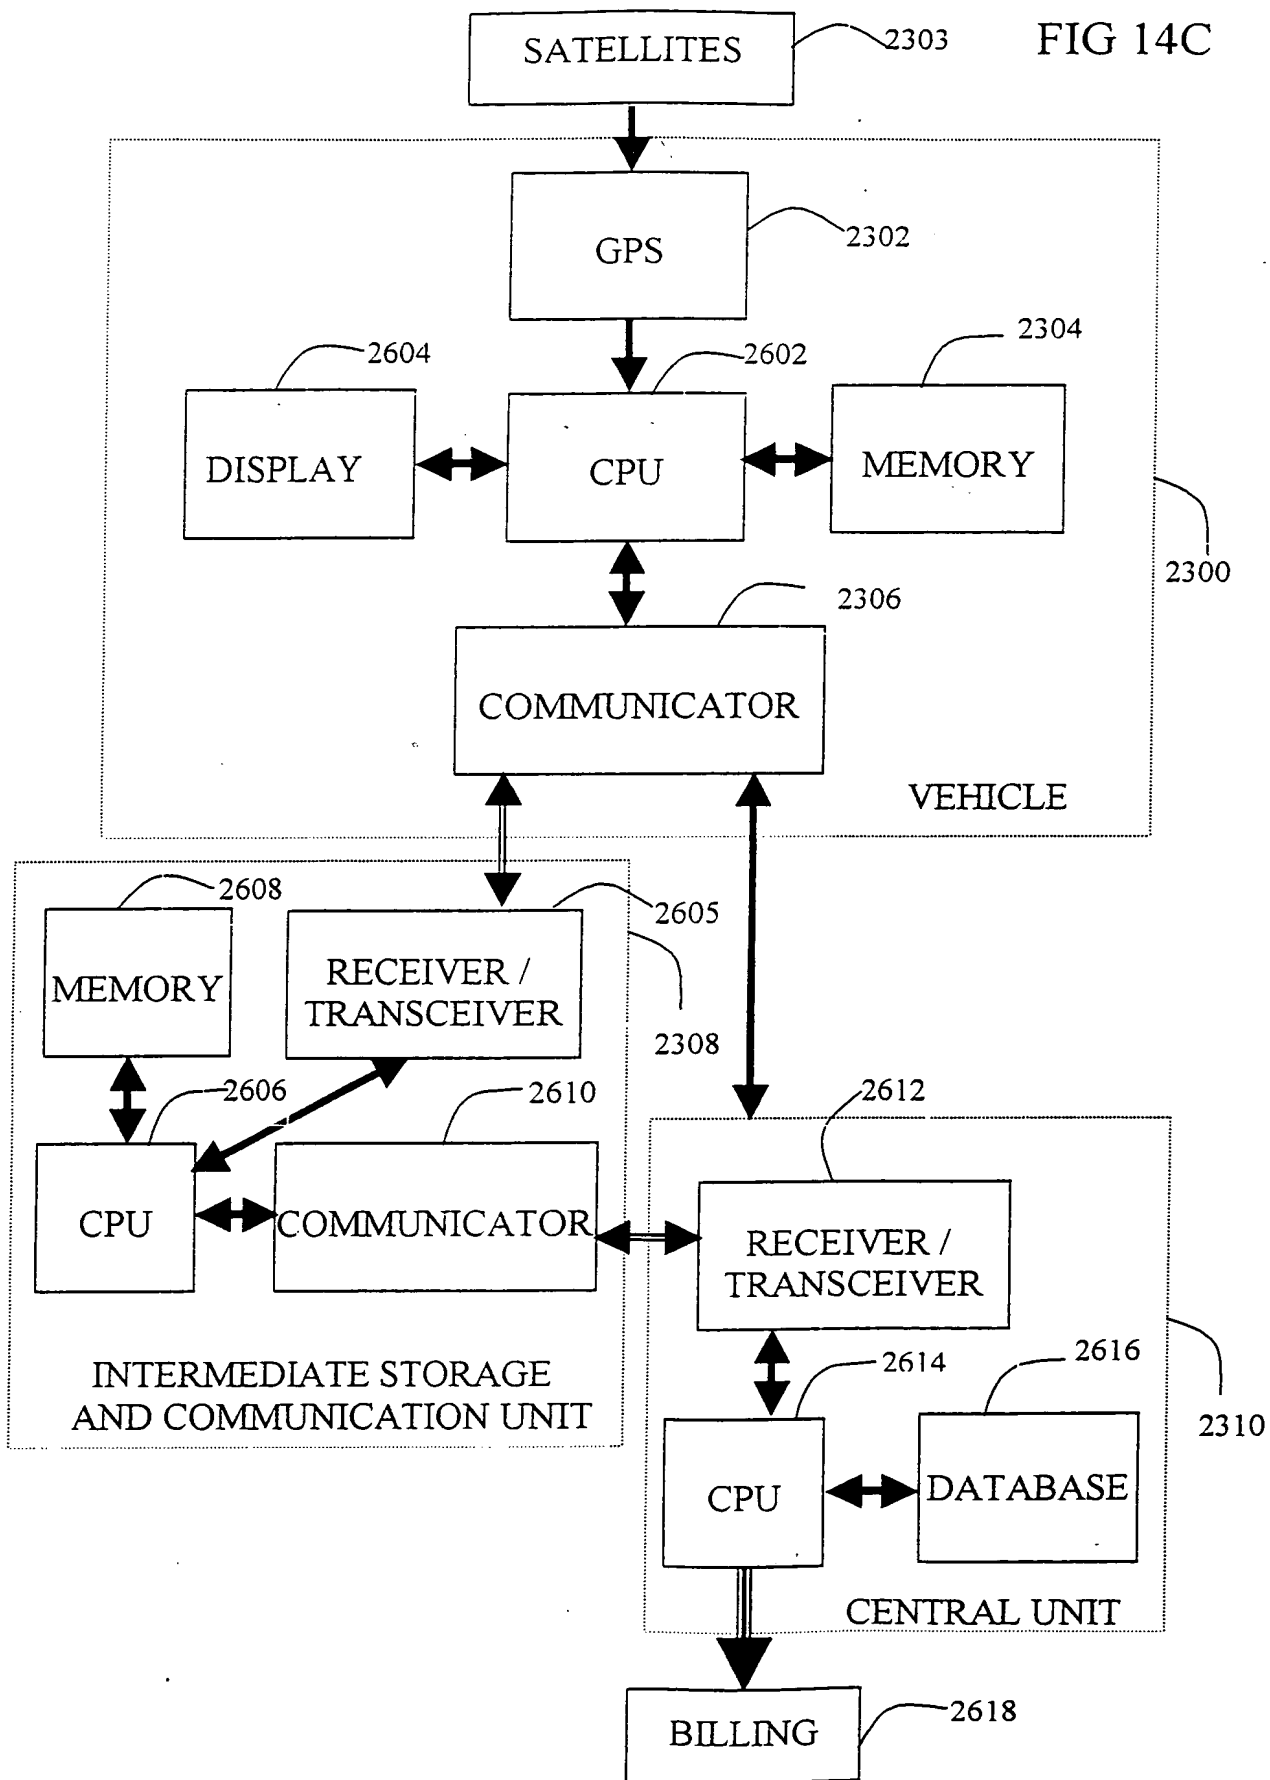 FIG 14C
SATELLITES
2303
GPS
2302
2604
2602
2304
DISPLAY
CPU
MEMORY
2300
2306
COMMUNICATOR
VEHICLE
2608
2605
MEMORY
RECEIVER /
TRANSCEIVER
2308
2606
2610
2612
CPU
COMMUNICATOR
RECEIVER /
TRANSCEIVER
INTERMEDIATE STORAGE
AND COMMUNICATION UNIT
2614
2616
2310
CPU
DATABASE
CENTRAL UNIT
BILLING
2618